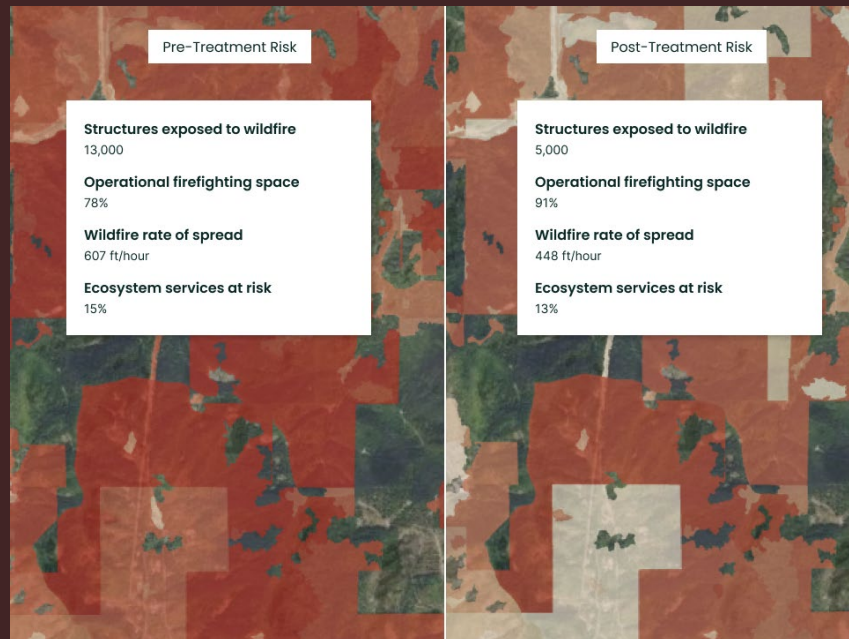 Pre-Treatment Risk
Structures exposed to wildfire
13,000
Operational firefighting space
78%
Wildfire rate of spread
607 ft/hour
Ecosystem services at risk
15%
Post-Treatment Risk
Structures exposed to wildfire
5,000
Operational firefighting space
91%
Wildfire rate of spread
448 ft/hour
Ecosystem services at risk
13%